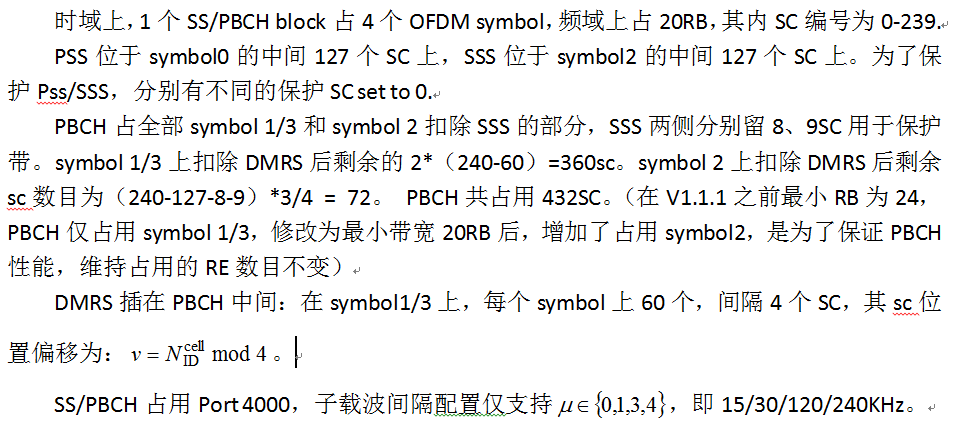 时域上，1 个 SS/PBCH block 占 4 个 OFDM symbol，频域上占 20RB，其内 SC 编号为 0-239.
PSS 位于 symbol0 的中间 127 个 SC 上，SSS 位于 symbol2 的中间 127 个 SC 上。为了保
护 Pss/SSS，分别有不同的保护 SC set to 0.
PBCH 占全部 symbol 1/3 和 symbol 2 扣除 SSS 的部分，SSS 两侧分别留 8、9SC 用于保护
带。symbol 1/3 上扣除 DMRS 后剩余的 2*（240-60）=360sc。symbol 2 上扣除 DMRS 后剩余
sc 数目为（240-127-8-9）*3/4 = 72。 PBCH 共占用 432SC。（在 V1.1.1 之前最小 RB 为 24，
PBCH 仅占用 symbol 1/3，修改为最小带宽 20RB 后，增加了占用 symbol2，是为了保证 PBCH
性能，维持占用的 RE 数目不变）
DMRS 插在 PBCH 中间：在 symbol1/3 上，每个 symbol 上 60 个，间隔 4 个 SC，其 sc 位
置偏移为：v = N_ID^cell mod 4 。
SS/PBCH 占用 Port 4000，子载波间隔配置仅支持 μ∈{0,1,3,4}，即 15/30/120/240KHz。